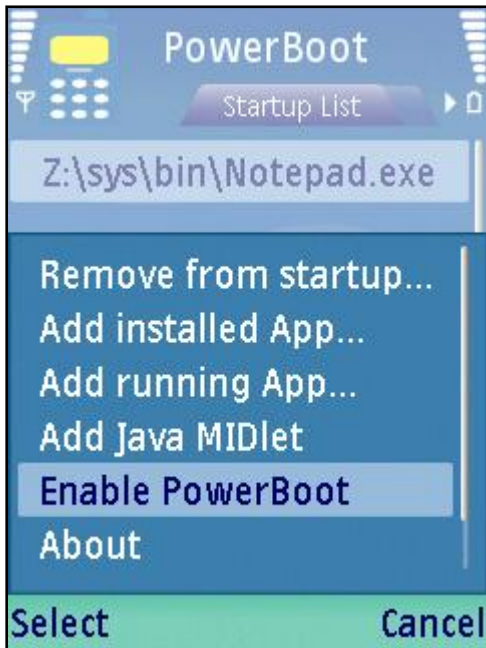 PowerBoot
Startup List
Z:\sys\bin\Notepad.exe
Remove from startup...
Add installed App...
Add running App...
Add Java MIDlet
Enable PowerBoot
About
Select Cancel